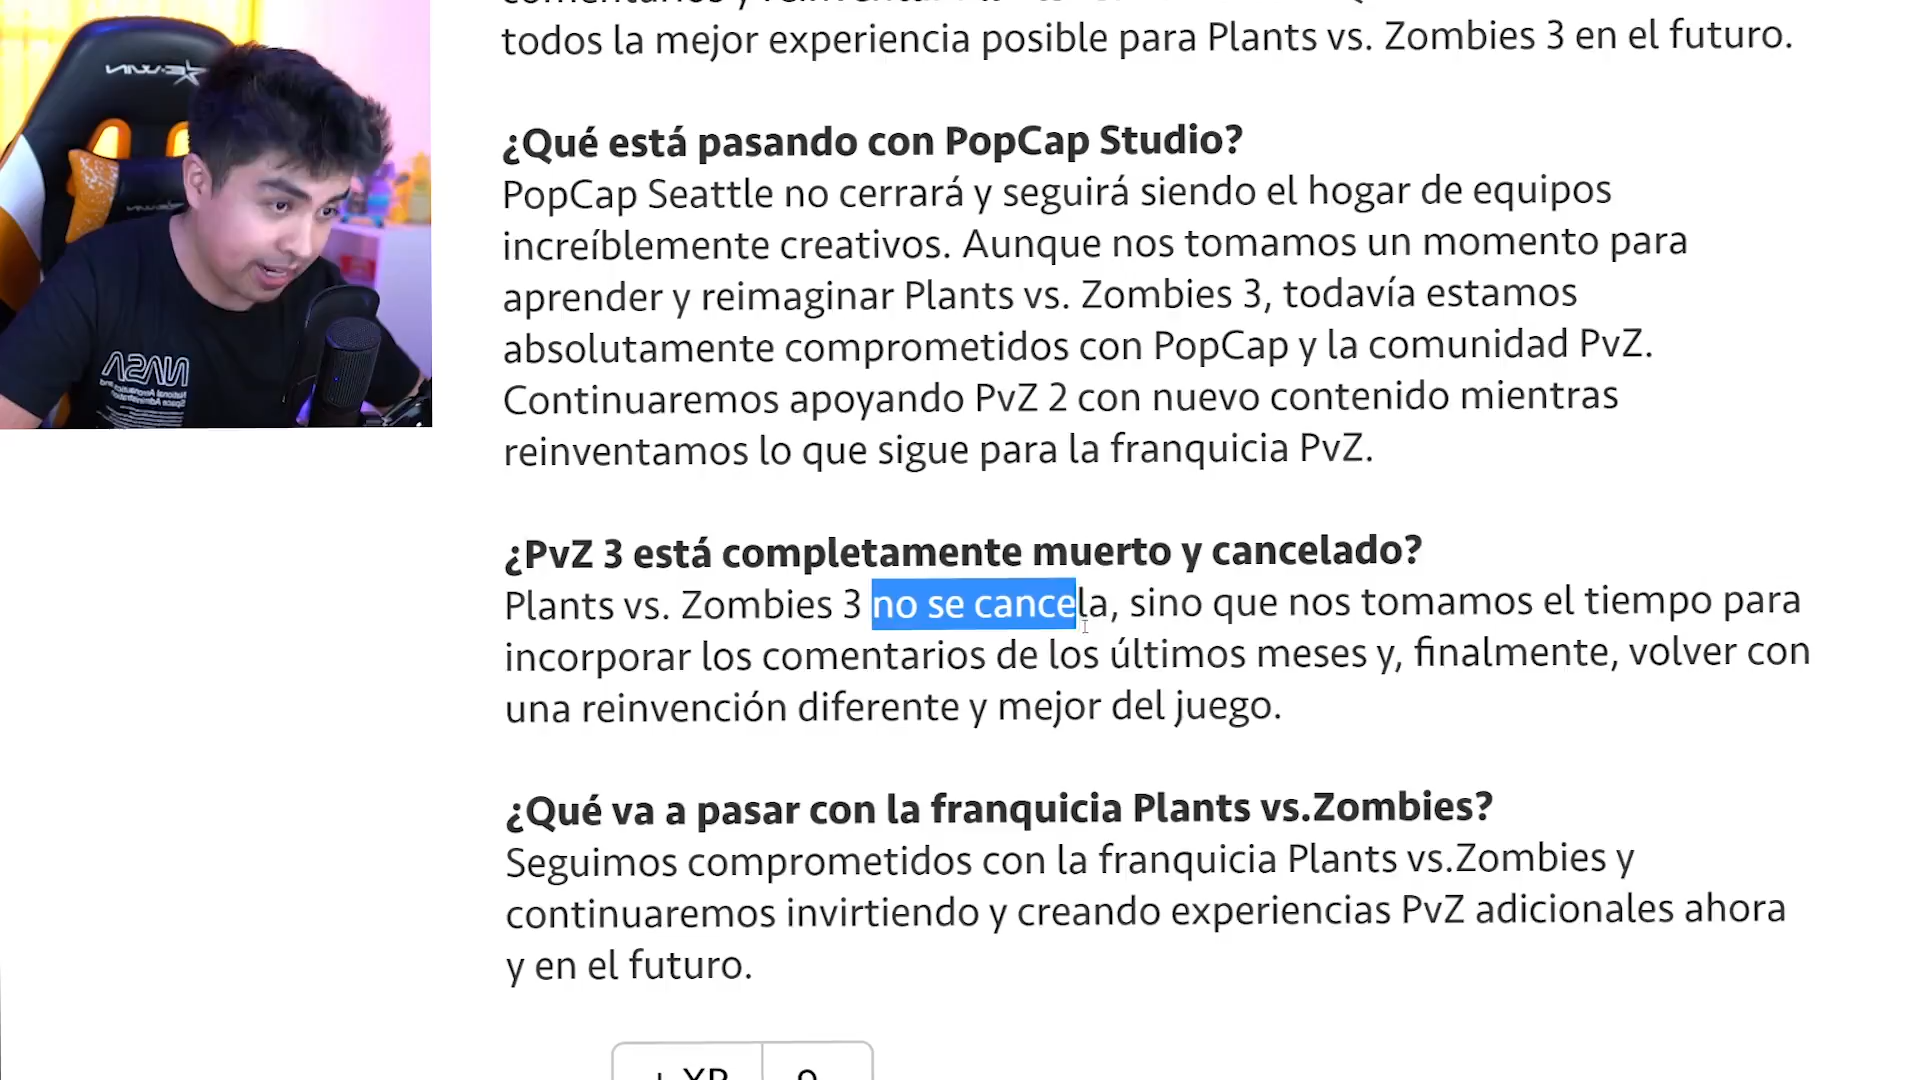 todos la mejor experiencia posible para Plants vs. Zombies 3 en el futuro.
¿Qué está pasando con PopCap Studio?
PopCap Seattle no cerrará y seguirá siendo el hogar de equipos
increíblemente creativos. Aunque nos tomamos un momento para
aprender y reimaginar Plants vs. Zombies 3, todavía estamos
absolutamente comprometidos con PopCap y la comunidad PvZ.
Continuaremos apoyando PvZ 2 con nuevo contenido mientras
reinventamos lo que sigue para la franquicia PvZ.
¿PvZ 3 está completamente muerto y cancelado?
Plants vs. Zombies 3 no se cancela, sino que nos tomamos el tiempo para
incorporar los comentarios de los últimos meses y, finalmente, volver con
una reinvención diferente y mejor del juego.
¿Qué va a pasar con la franquicia Plants vs.Zombies?
Seguimos comprometidos con la franquicia Plants vs.Zombies y
continuaremos invirtiendo y creando experiencias PvZ adicionales ahora
y en el futuro.
NASA
National Aeronautics and
Space Administration